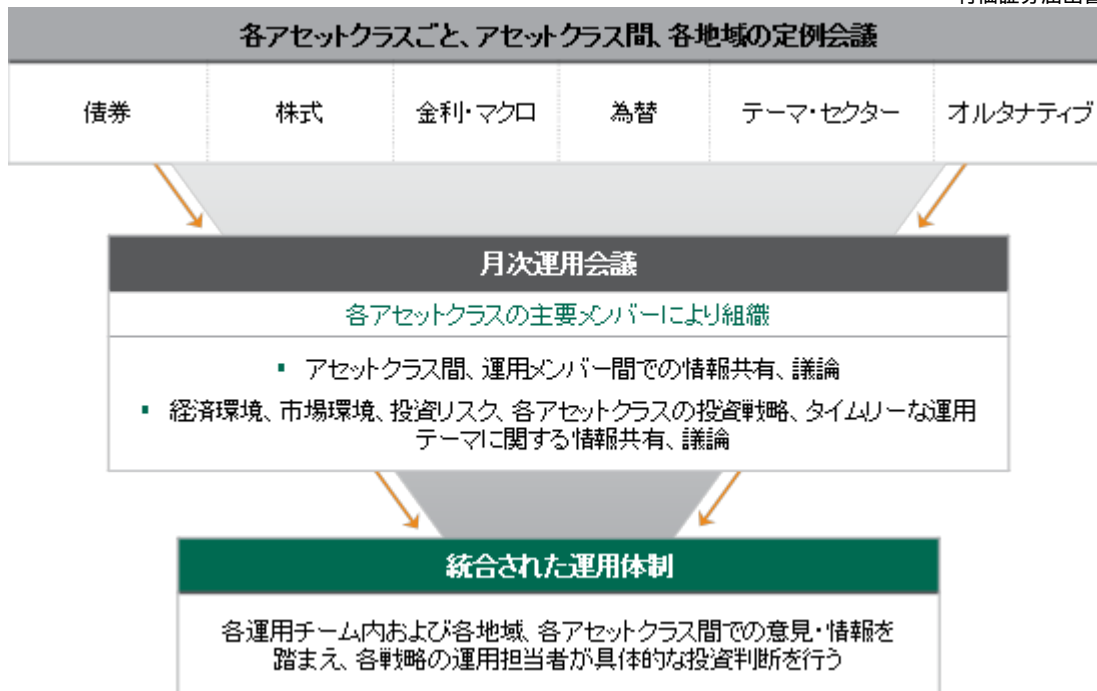 各アセットクラスごと、アセットクラス間、各地域の定例会議
債券 株式 金利・マクロ 為替 テーマ・セクター オルタナティブ
月次運用会議
各アセットクラスの主要メンバーにより組織
▪ アセットクラス間、運用メンバー間での情報共有、議論
▪ 経済環境、市場環境、投資リスク、各アセットクラスの投資戦略、タイムリーな運用
テーマに関する情報共有、議論
統合された運用体制
各運用チーム内および各地域、各アセットクラス間での意見・情報を
踏まえ、各戦略の運用担当者が具体的な投資判断を行う